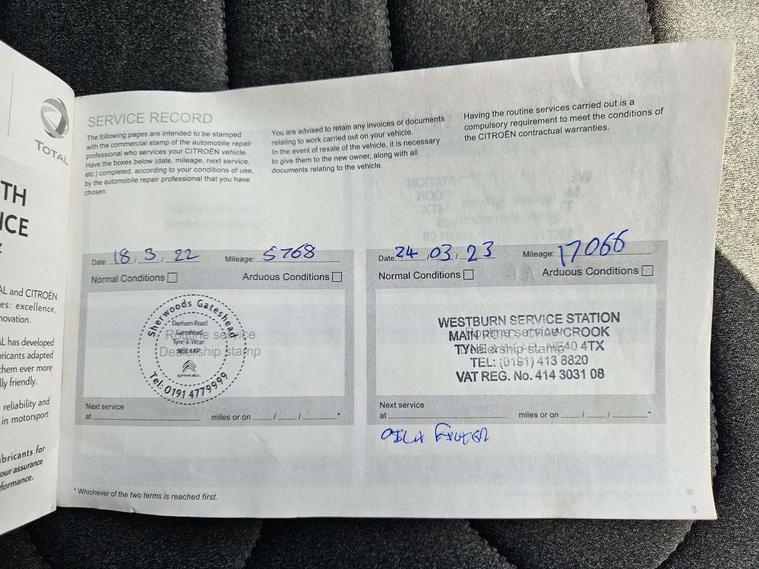 TOTAL
TH
ICE
AL and CITROËN
es: excellence,
novation.
AL has developed
ricants adapted
them ever more
lly friendly.
reliability and
in motorsport
bricants for
our assurance
formance.
SERVICE RECORD
The following pages are intended to be stamped
with the commercial stamp of the automobile repair
professional who services your CITROËN vehicle.
Have the boxes below (date, mileage, next service,
etc.) completed, according to your conditions of use,
by the automobile repair professional that you have
chosen.
You are advised to retain any invoices or documents
relating to work carried out on your vehicle.
In the event of resale of the vehicle, it is necessary
to give them to the new owner, along with all
documents relating to the vehicle.
Having the routine services carried out is a
compulsory requirement to meet the conditions of
the CITROËN contractual warranties.
Date: 18, 3, 22 Mileage: 5768
Normal Conditions Arduous Conditions
Sherwoods Gateshead
Durham Road
Gateshead
Tyne & Wear
Routine service
Dealership stamp
Tel: 0191 4779999
Next service
at miles or on / / *
Date: 24, 03, 23 Mileage: 17066
Normal Conditions Arduous Conditions
WESTBURN SERVICE STATION
MAIN ROAD CROOK
TYNE NE40 4TX
TEL: (0191) 413 8820
VAT REG. No. 414 3031 08
Next service
at miles or on / / *
* Whichever of the two terms is reached first.
3